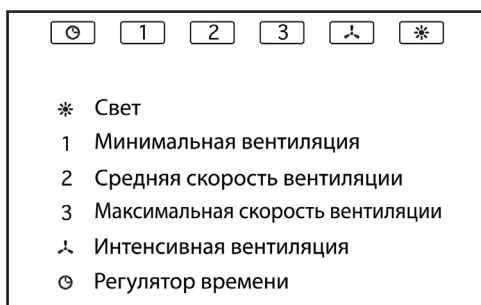 1 2 3
Свет
1 Минимальная вентиляция
2 Средняя скорость вентиляции
3 Максимальная скорость вентиляции
Интенсивная вентиляция
Регулятор времени